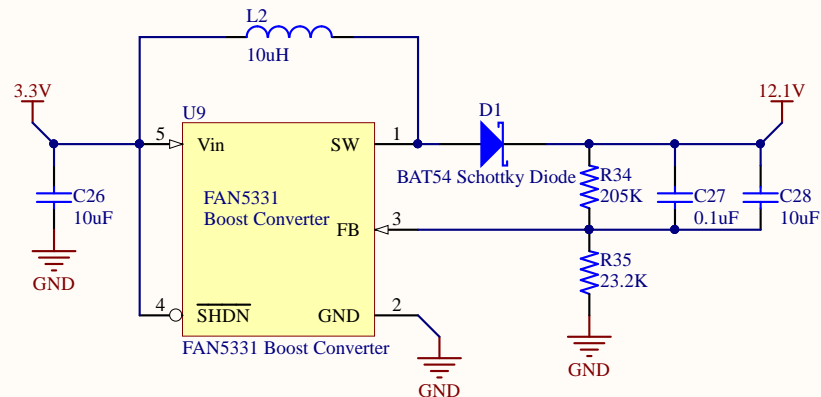 L2
10uH
3.3V
12.1V
U9
D1
5
Vin
SW
1
BAT54 Schottky Diode
C26
10uF
FAN5331
Boost Converter
R34
205K
C27
0.1uF
C28
10uF
FB
3
R35
23.2K
GND
4
SHDN
GND
2
FAN5331 Boost Converter
GND
GND